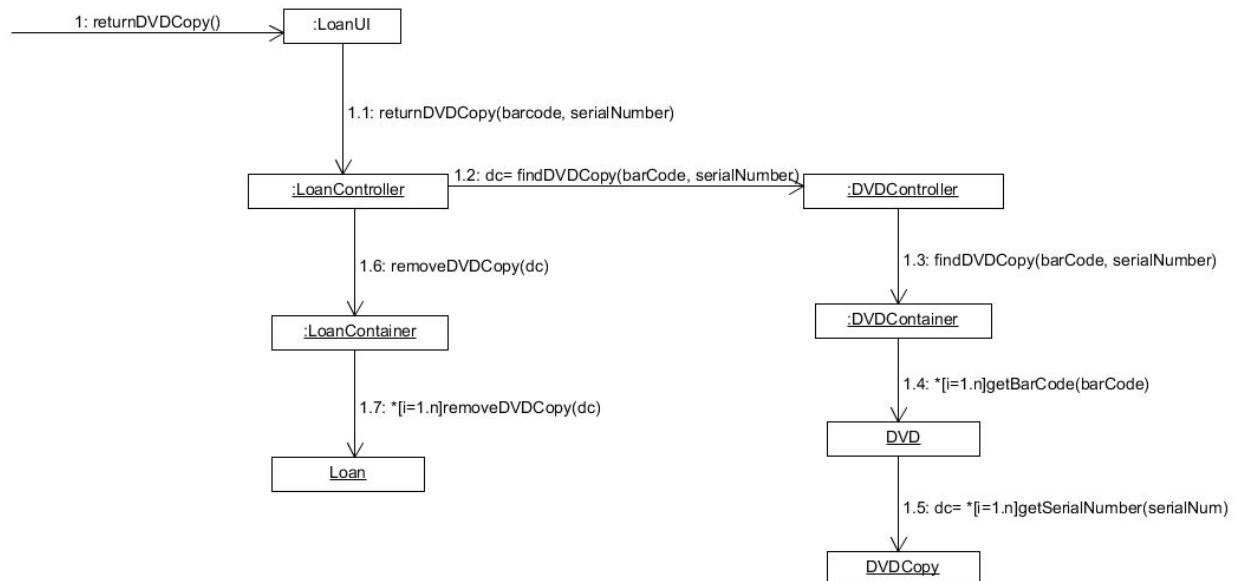 1: returnDVDCopy()
:LoanUI
1.1: returnDVDCopy(barcode, serialNumber)
:LoanController
1.2: dc= findDVDCopy(barCode, serialNumber)
:DVDController
1.6: removeDVDCopy(dc)
1.3: findDVDCopy(barCode, serialNumber)
:LoanContainer
:DVDContainer
1.4: *[i=1.n]getBarCode(barCode)
1.7: *[i=1.n]removeDVDCopy(dc)
DVD
Loan
1.5: dc= *[i=1.n]getSerialNumber(serialNum)
DVDCopy